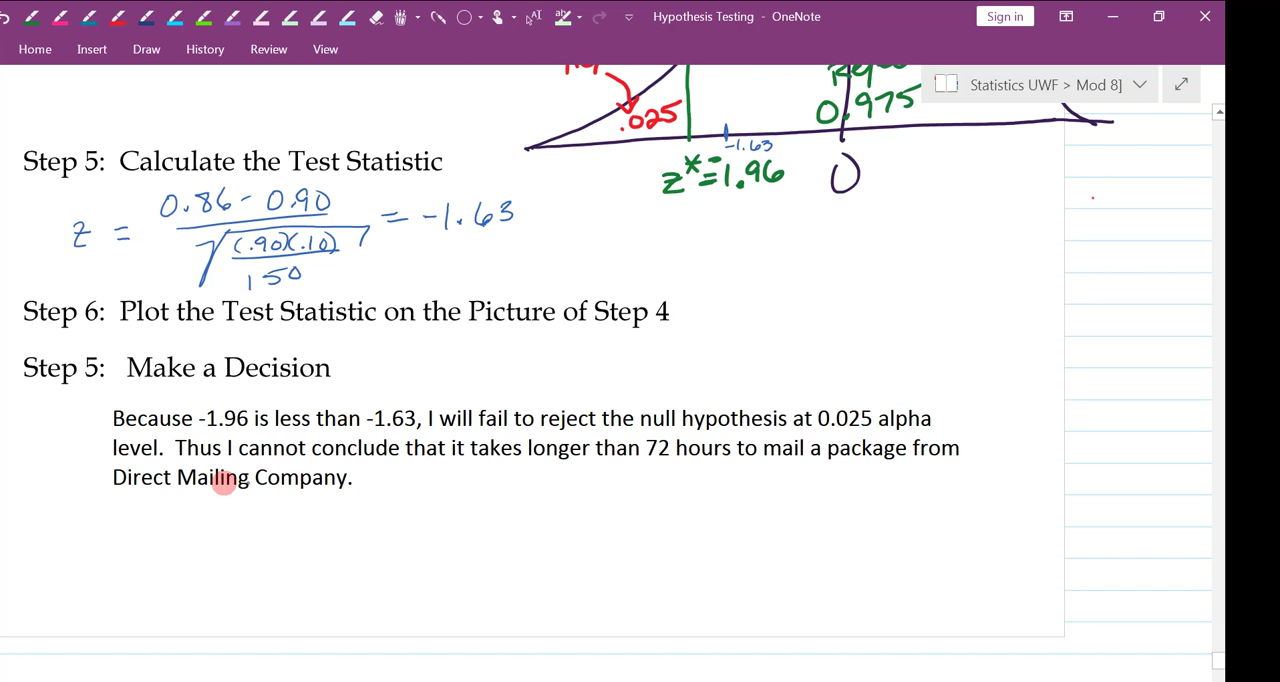 Hypothesis Testing - OneNote
Sign in
Home Insert Draw History Review View
Statistics UWF > Mod 8]
.025
0.975
-1.63
z* = -1.96
0
Step 5: Calculate the Test Statistic
z = 0.86 - 0.90 / √(.90)(.10) / 150 = -1.63
Step 6: Plot the Test Statistic on the Picture of Step 4
Step 5: Make a Decision
Because -1.96 is less than -1.63, I will fail to reject the null hypothesis at 0.025 alpha
level. Thus I cannot conclude that it takes longer than 72 hours to mail a package from
Direct Mailing Company.